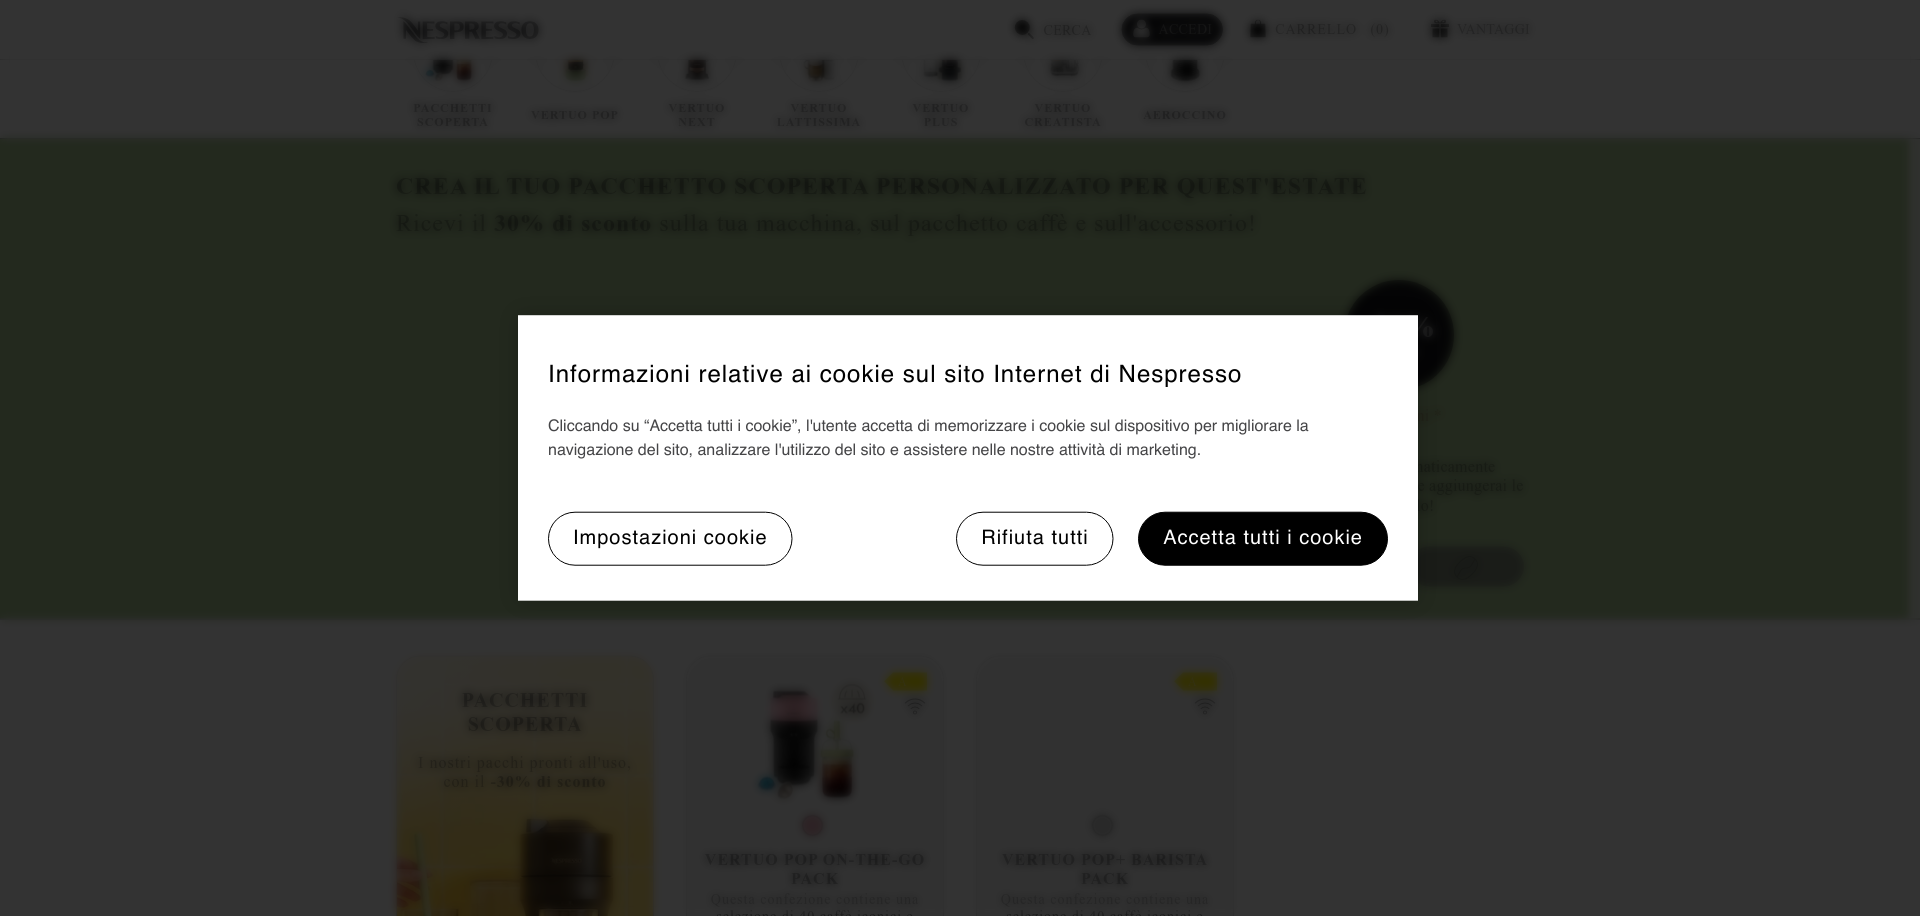 NESPRESSO
CERCA
ACCEDI
CARRELLO (0)
VANTAGGI
PACCHETTI
SCOPERTA
VERTUO POP
VERTUO
NEXT
VERTUO
LATTISSIMA
VERTUO
PLUS
VERTUO
CREATISTA
AEROCCINO
CREA IL TUO PACCHETTO SCOPERTA PERSONALIZZATO PER QUEST'ESTATE
Ricevi il 30% di sconto sulla tua macchina, sul pacchetto caffè e sull'accessorio!
Informazioni relative ai cookie sul sito Internet di Nespresso
Cliccando su “Accetta tutti i cookie”, l'utente accetta di memorizzare i cookie sul dispositivo per migliorare la
navigazione del sito, analizzare l'utilizzo del sito e assistere nelle nostre attività di marketing.
aggiungerai le
Impostazioni cookie
Rifiuta tutti
Accetta tutti i cookie
PACCHETTI
SCOPERTA
I nostri pacchi pronti all'uso,
con il -30% di sconto
x40
VERTUO POP ON-THE-GO
PACK
Questa confezione contiene una
VERTUO POP+ BARISTA
PACK
Questa confezione contiene una